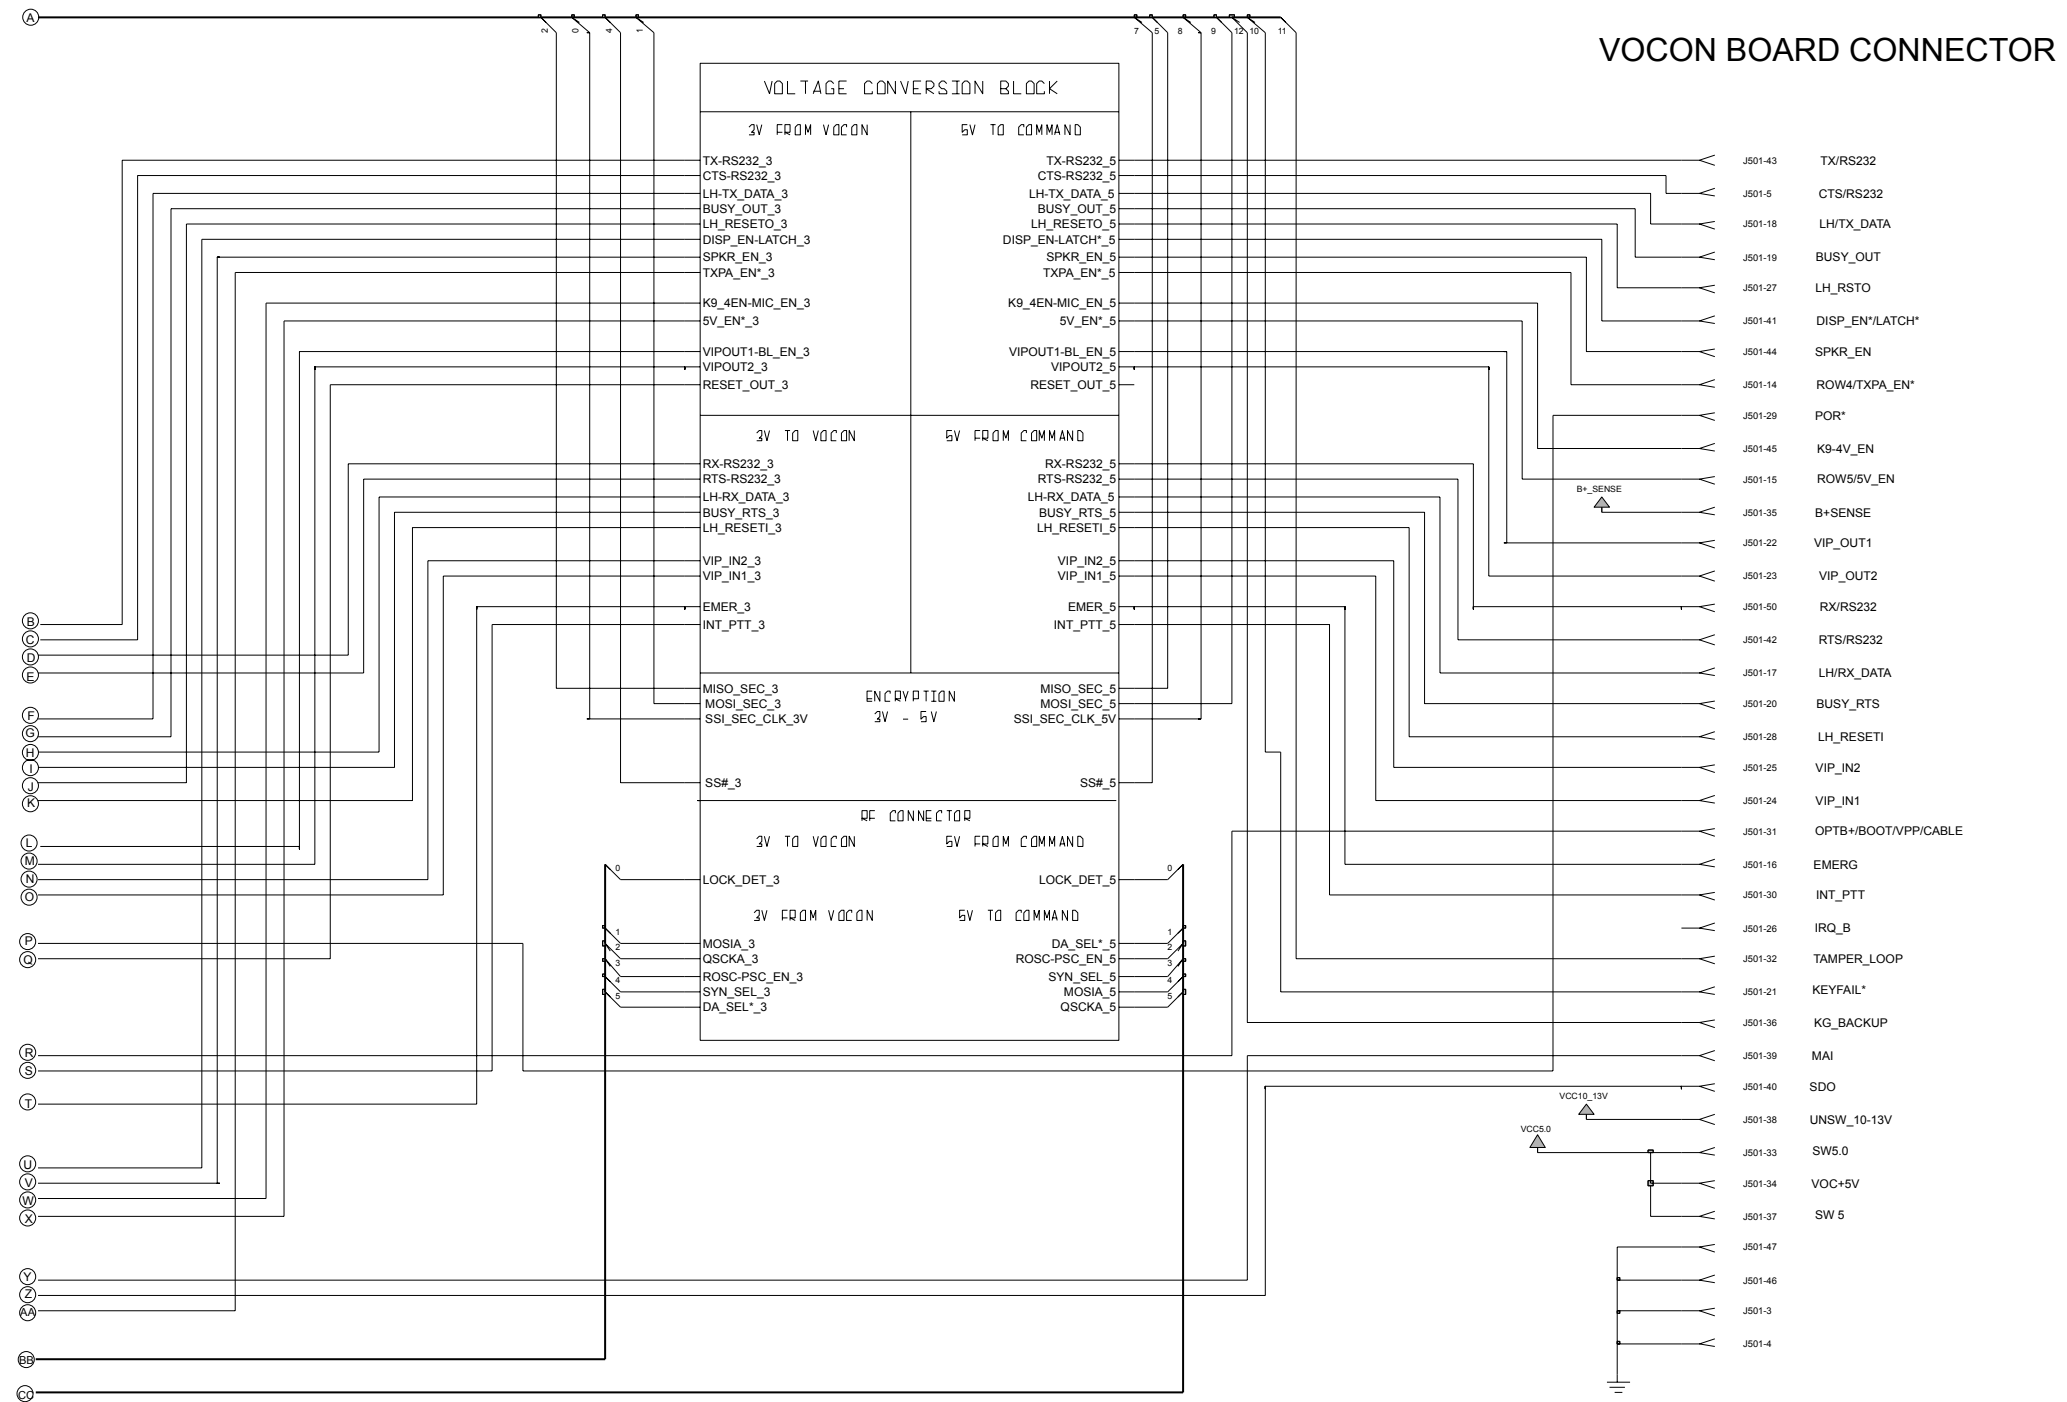 A
2 0 4 1 7 5 8 9 12 10 11
VOCON BOARD CONNECTOR
VOLTAGE CONVERSION BLOCK
3V FROM VOCON 5V TO COMMAND
TX-RS232_3 TX-RS232_5
CTS-RS232_3 CTS-RS232_5
LH-TX_DATA_3 LH-TX_DATA_5
BUSY_OUT_3 BUSY_OUT_5
LH_RESETO_3 LH_RESETO_5
DISP_EN-LATCH_3 DISP_EN-LATCH*_5
SPKR_EN_3 SPKR_EN_5
TXPA_EN*_3 TXPA_EN*_5
K9_4EN-MIC_EN_3 K9_4EN-MIC_EN_5
5V_EN*_3 5V_EN*_5
VIPOUT1-BL_EN_3 VIPOUT1-BL_EN_5
VIPOUT2_3 VIPOUT2_5
RESET_OUT_3 RESET_OUT_5
3V TO VOCON 5V FROM COMMAND
RX-RS232_3 RX-RS232_5
RTS-RS232_3 RTS-RS232_5
LH-RX_DATA_3 LH-RX_DATA_5
BUSY_RTS_3 BUSY_RTS_5
LH_RESETI_3 LH_RESETI_5
VIP_IN2_3 VIP_IN2_5
VIP_IN1_3 VIP_IN1_5
EMER_3 EMER_5
INT_PTT_3 INT_PTT_5
ENCRYPTION
3V - 5V
MISO_SEC_3 MISO_SEC_5
MOSI_SEC_3 MOSI_SEC_5
SSI_SEC_CLK_3V SSI_SEC_CLK_5V
SS#_3 SS#_5
RF CONNECTOR
3V TO VOCON 5V FROM COMMAND
0 LOCK_DET_3 LOCK_DET_5 0
3V FROM VOCON 5V TO COMMAND
1 MOSIA_3 DA_SEL*_5 1
2 QSCKA_3 ROSC-PSC_EN_5 2
3 ROSC-PSC_EN_3 SYN_SEL_5 3
4 SYN_SEL_3 MOSIA_5 4
5 DA_SEL*_3 QSCKA_5 5
B
C
D
E
F
G
H
I
J
K
L
M
N
O
P
Q
R
S
T
U
V
W
X
Y
Z
AA
BB
CC
J501-43 TX/RS232
J501-5 CTS/RS232
J501-18 LH/TX_DATA
J501-19 BUSY_OUT
J501-27 LH_RSTO
J501-41 DISP_EN*/LATCH*
J501-44 SPKR_EN
J501-14 ROW4/TXPA_EN*
J501-29 POR*
J501-45 K9-4V_EN
J501-15 ROW5/5V_EN
B+_SENSE
J501-35 B+SENSE
J501-22 VIP_OUT1
J501-23 VIP_OUT2
J501-50 RX/RS232
J501-42 RTS/RS232
J501-17 LH/RX_DATA
J501-20 BUSY_RTS
J501-28 LH_RESETI
J501-25 VIP_IN2
J501-24 VIP_IN1
J501-31 OPTB+/BOOT/VPP/CABLE
J501-16 EMERG
J501-30 INT_PTT
J501-26 IRQ_B
J501-32 TAMPER_LOOP
J501-21 KEYFAIL*
J501-36 KG_BACKUP
J501-39 MAI
J501-40 SDO
VCC10_13V
J501-38 UNSW_10-13V
VCC5.0
J501-33 SW5.0
J501-34 VOC+5V
J501-37 SW 5
J501-47
J501-46
J501-3
J501-4